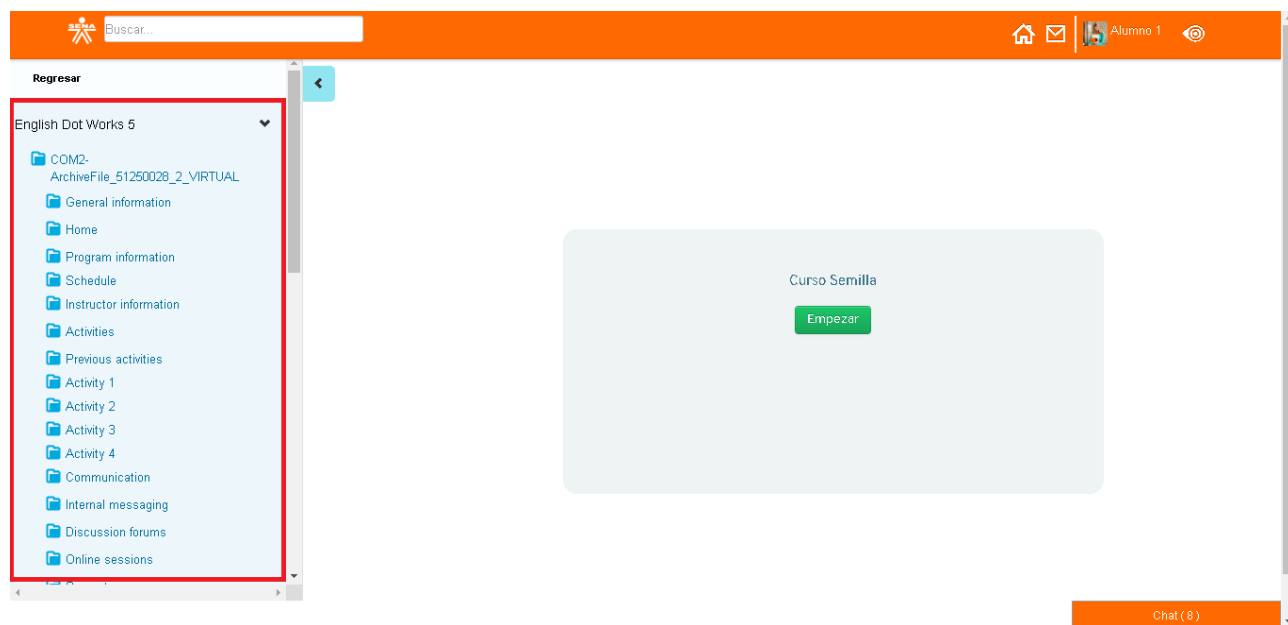 SENA
Buscar...
Alumno 1
Regresar
English Dot Works 5
COM2-
ArchiveFile_51250028_2_VIRTUAL
General information
Home
Program information
Schedule
Instructor information
Activities
Previous activities
Activity 1
Activity 2
Activity 3
Activity 4
Communication
Internal messaging
Discussion forums
Online sessions
Curso Semilla
Empezar
Chat ( 8 )